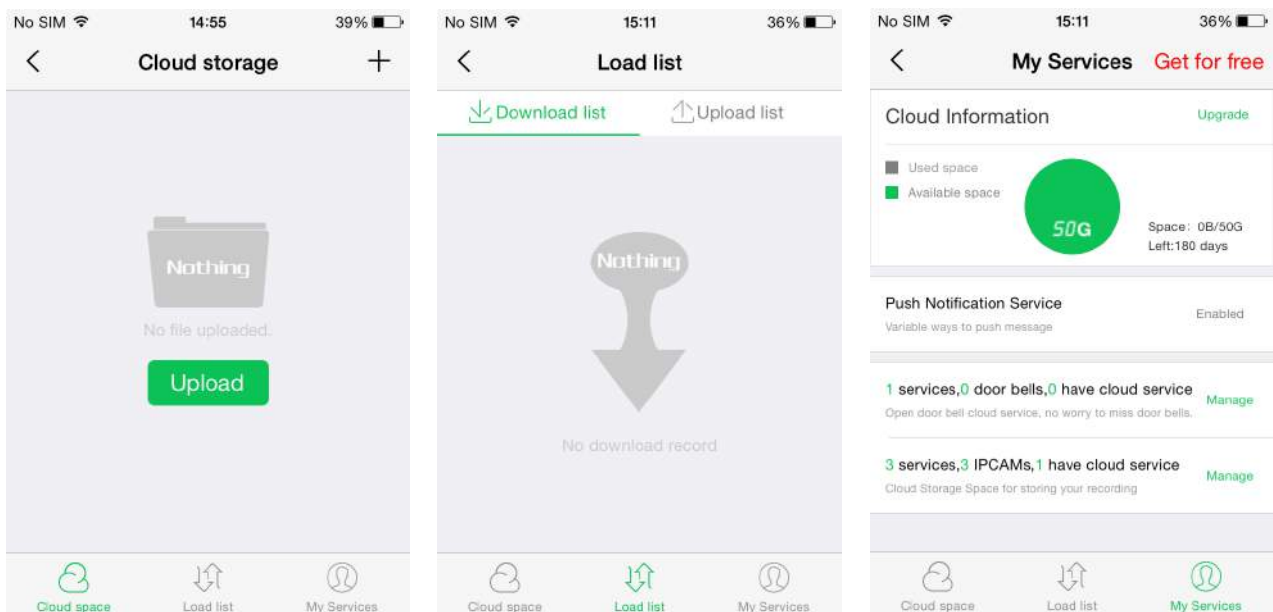 No SIM 14:55 39%
Cloud storage
Nothing
No file uploaded.
Upload
Cloud space Load list My Services
No SIM 15:11 36%
Load list
Download list Upload list
Nothing
No download record
Cloud space Load list My Services
No SIM 15:11 36%
My Services Get for free
Cloud Information Upgrade
Used space
Available space
50G
Space: 0B/50G
Left:180 days
Push Notification Service
Enabled
Variable ways to push message
1 services,0 door bells,0 have cloud service
Manage
Open door bell cloud service, no worry to miss door bells.
3 services,3 IPCAMs,1 have cloud service
Manage
Cloud Storage Space for storing your recording
Cloud space Load list My Services